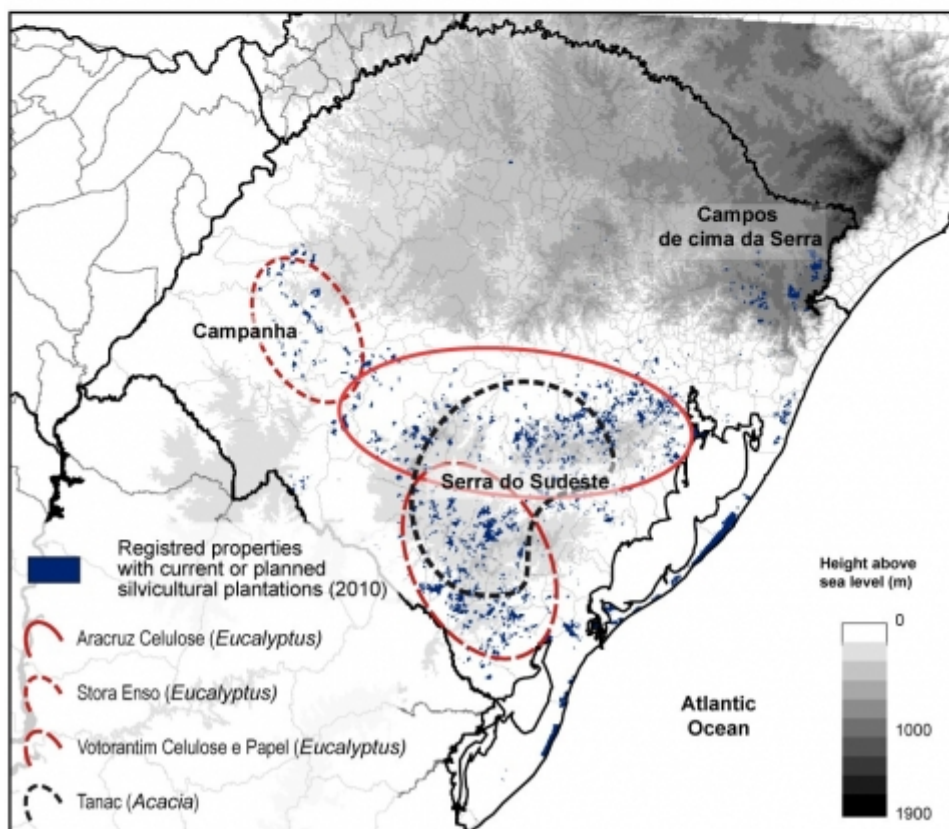 Campos
de cima da Serra
Campanha
Serra do Sudeste
Registred properties
with current or planned
silvicultural plantations (2010)
Aracruz Celulose (Eucalyptus)
Stora Enso (Eucalyptus)
Votorantim Celulose e Papel (Eucalyptus)
Tanac (Acacia)
Atlantic
Ocean
Height above
sea level (m)
0
1000
1900